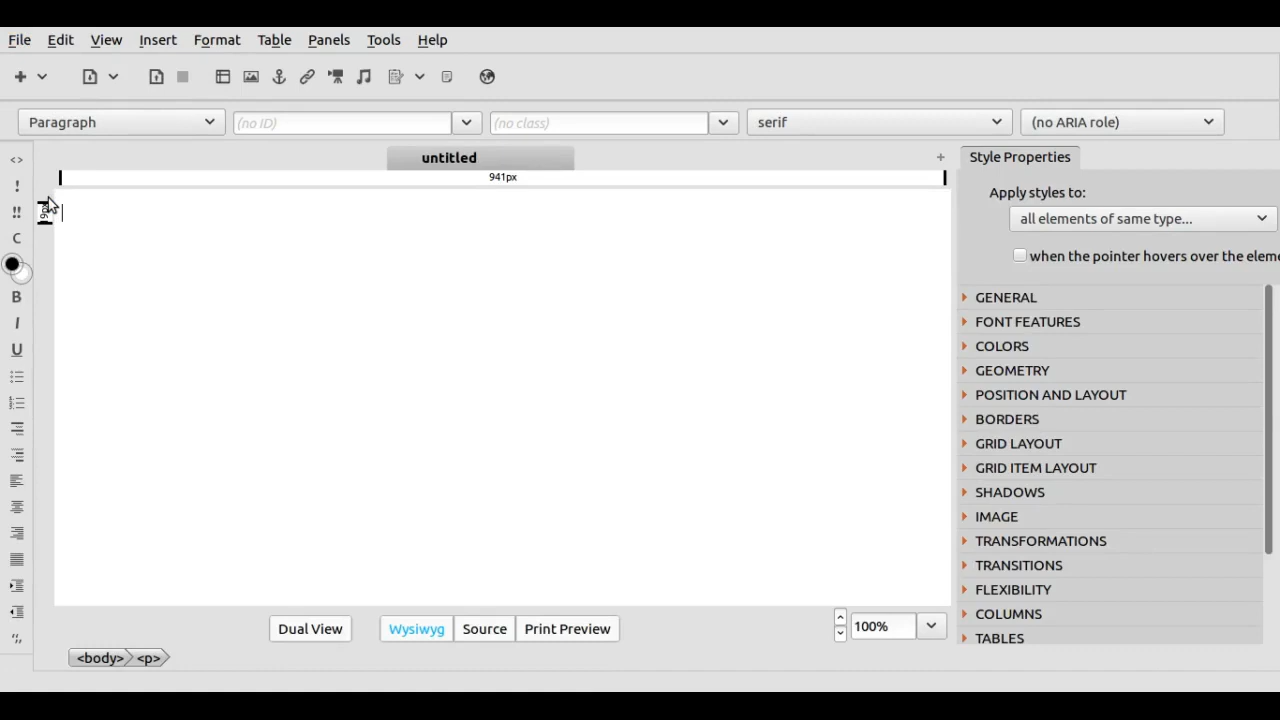 File Edit View Insert Format Table Panels Tools Help
Paragraph (no ID) (no class) serif (no ARIA role)
untitled
Style Properties
941px
Apply styles to:
all elements of same type...
when the pointer hovers over the eleme
GENERAL
FONT FEATURES
COLORS
GEOMETRY
POSITION AND LAYOUT
BORDERS
GRID LAYOUT
GRID ITEM LAYOUT
SHADOWS
IMAGE
TRANSFORMATIONS
TRANSITIONS
FLEXIBILITY
COLUMNS
TABLES
! 
!!
C
B
I
U
Dual View Wysiwyg Source Print Preview 100%
<body> <p>